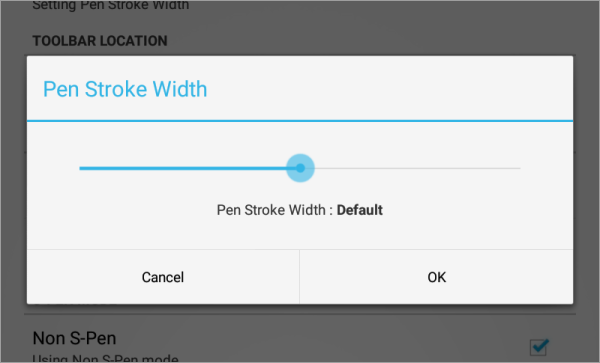 Setting Pen Stroke Width
TOOLBAR LOCATION
Pen Stroke Width
Pen Stroke Width : Default
Cancel OK
Non S-Pen
Using Non S-Pen mode